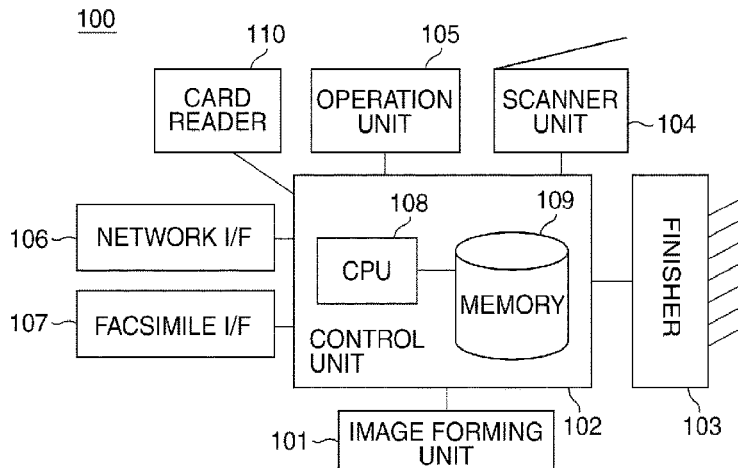 100
110
105
CARD
READER
OPERATION
UNIT
SCANNER
UNIT
104
106
NETWORK I/F
108
CPU
109
MEMORY
FINISHER
107
FACSIMILE I/F
CONTROL
UNIT
102
103
101
IMAGE FORMING
UNIT